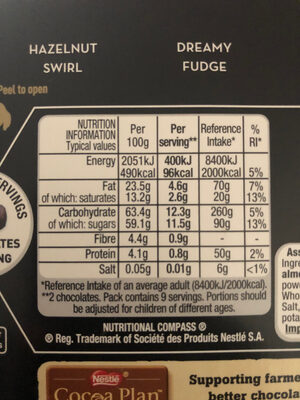 HAZELNUT SWIRL
DREAMY FUDGE
Peel to open
NUTRITION INFORMATION Typical values | Per 100g | Per serving** | Reference Intake* | % RI*
Energy 2051kJ 400kJ 8400kJ
490kcal 96kcal 2000kcal 5%
Fat 23.5g 4.6g 70g 7%
of which: saturates 13.2g 2.6g 20g 13%
Carbohydrate 63.4g 12.3g 260g 5%
of which: sugars 59.1g 11.5g 90g 13%
Fibre 4.4g 0.9g - -
Protein 4.1g 0.8g 50g 2%
Salt 0.05g 0.01g 6g <1%
*Reference Intake of an average adult (8400kJ/2000kcal).
**2 chocolates. Pack contains 9 servings. Portions should
be adjusted for children of different ages.
NUTRITIONAL COMPASS ®
® Reg. Trademark of Société des Produits Nestlé S.A.
Nestlé
Cocoa Plan
Supporting farme
better chocola